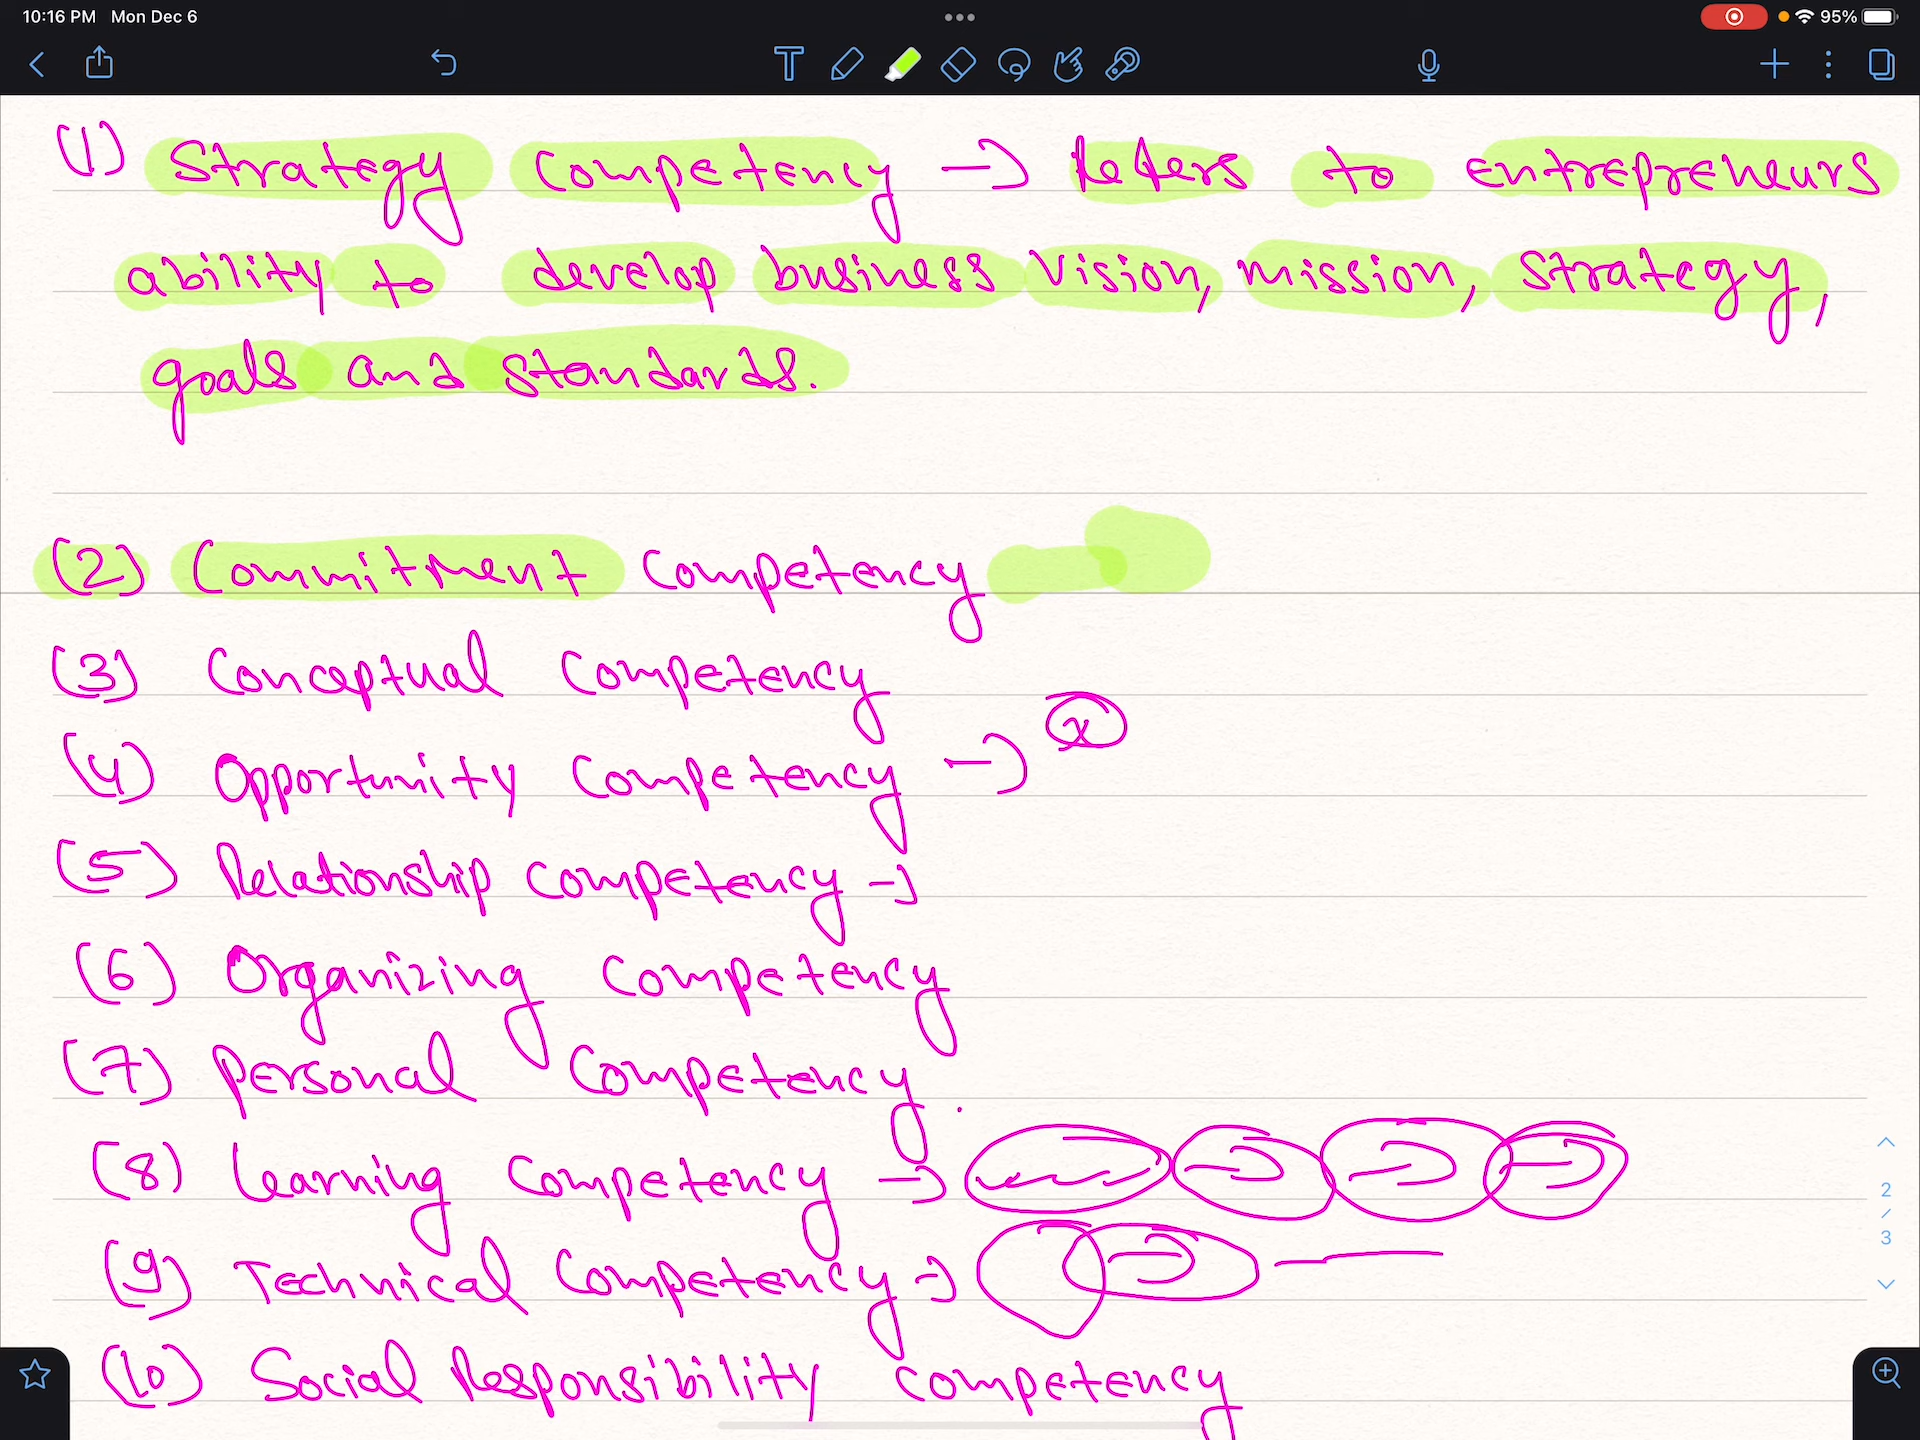 10:16 PM Mon Dec 6
95%
(1) Strategy Competency → Refers to entrepreneurs
ability to develop business vision, mission, strategy,
goals and standards.
(2) Commitment Competency
(3) Conceptual Competency
(4) Opportunity Competency → x
(5) Relationship Competency →
(6) Organizing Competency
(7) Personal Competency.
(8) Learning Competency →
(9) Technical Competency →
(10) Social Responsibility competency
2
/
3